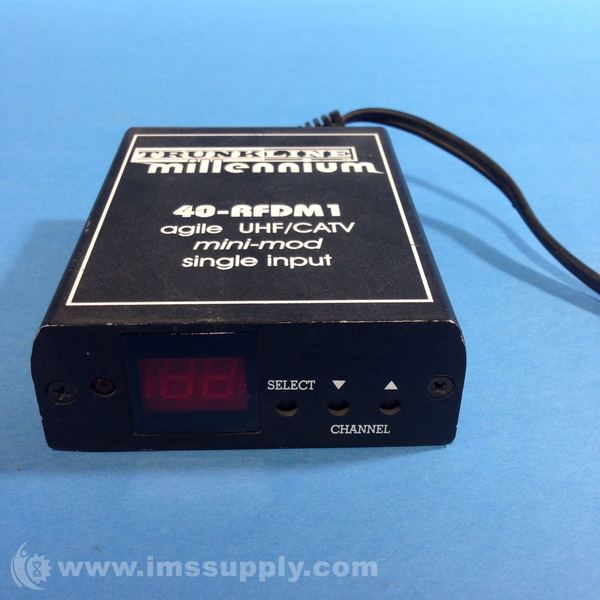 TRUNKLINE
millennium
40-RFDM1
agile UHF/CATV
mini-mod
single input
SELECT ▼ ▲
CHANNEL
www.imssupply.com